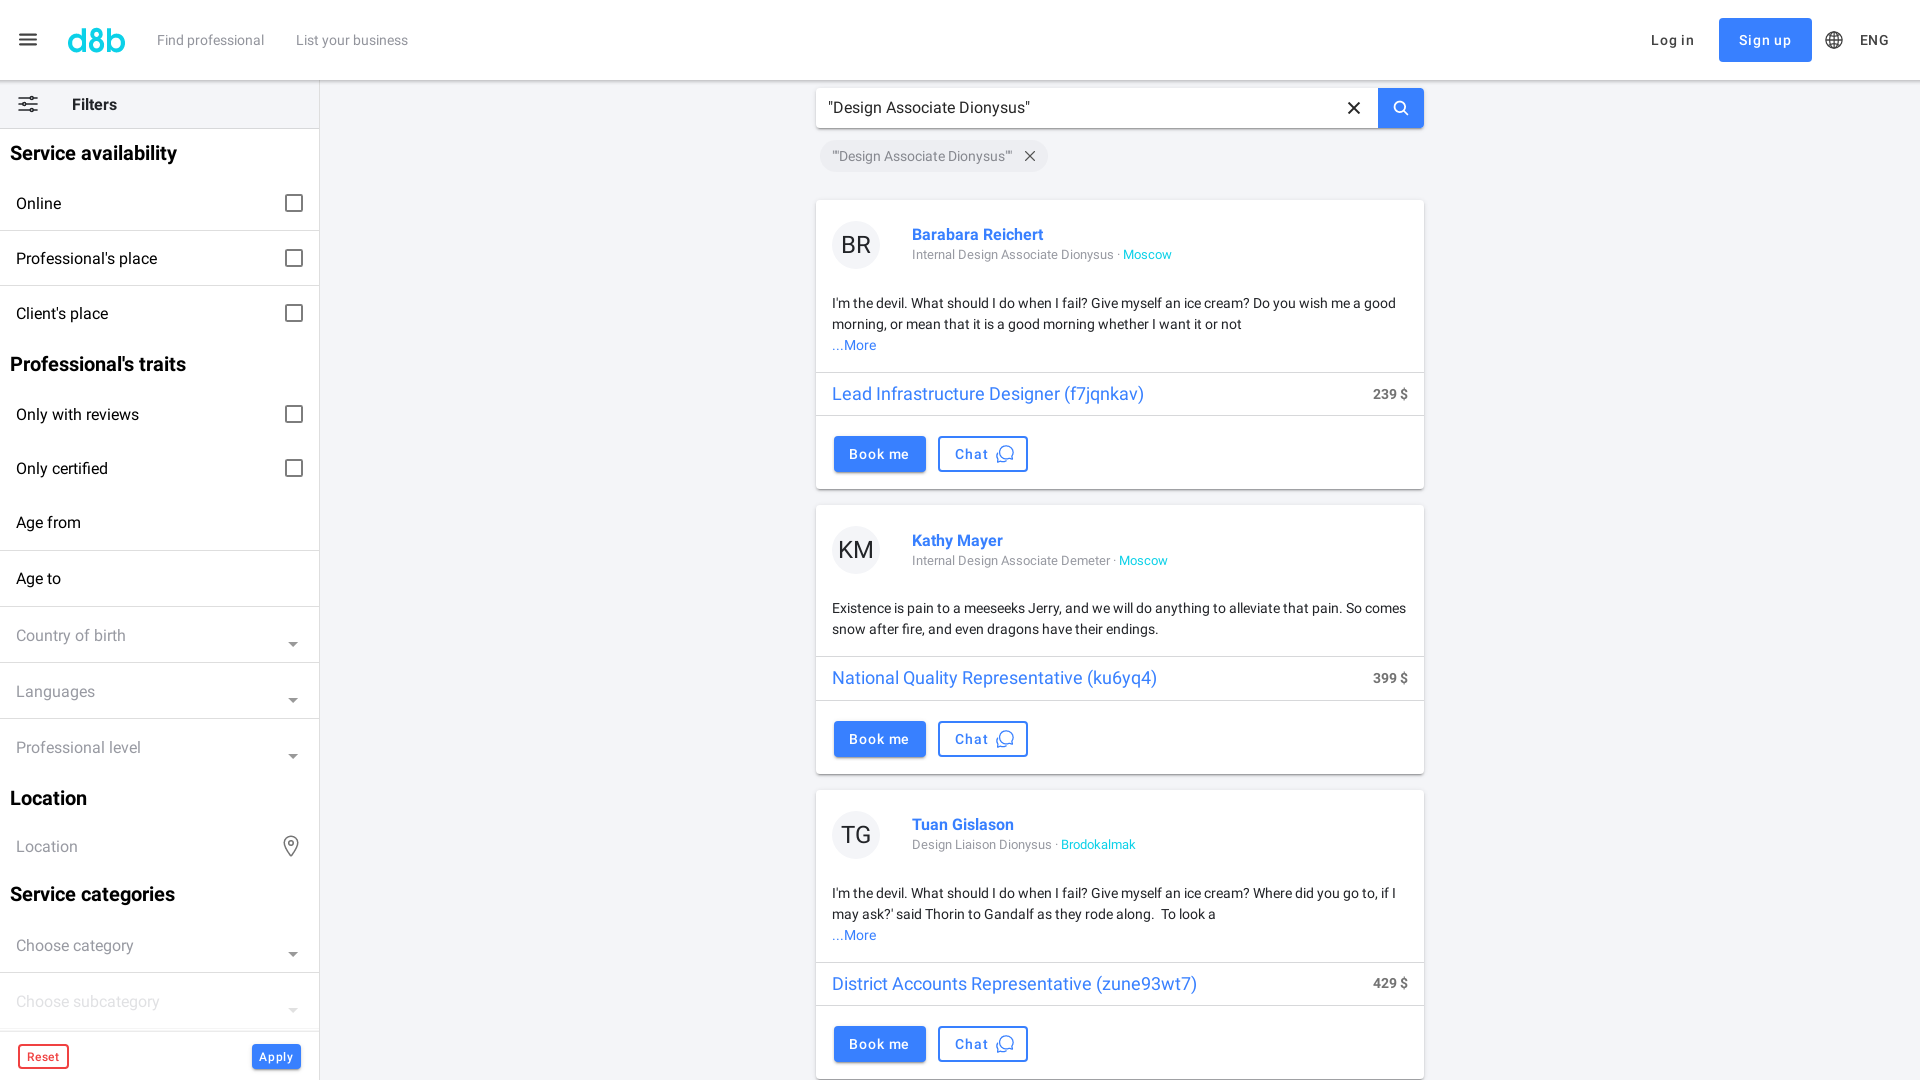 d8b
Find professional
List your business
Log in
Sign up
ENG
Filters
Service availability
Online
Professional's place
Client's place
Professional's traits
Only with reviews
Only certified
Age from
Age to
Country of birth
Languages
Professional level
Location
Location
Service categories
Choose category
Choose subcategory
Reset
Apply
"Design Associate Dionysus"
""Design Associate Dionysus""
BR
Barabara Reichert
Internal Design Associate Dionysus · Moscow
I'm the devil. What should I do when I fail? Give myself an ice cream? Do you wish me a good
morning, or mean that it is a good morning whether I want it or not
...More
Lead Infrastructure Designer (f7jqnkav)
239 $
Book me
Chat
KM
Kathy Mayer
Internal Design Associate Demeter · Moscow
Existence is pain to a meeseeks Jerry, and we will do anything to alleviate that pain. So comes
snow after fire, and even dragons have their endings.
National Quality Representative (ku6yq4)
399 $
Book me
Chat
TG
Tuan Gislason
Design Liaison Dionysus · Brodokalmak
I'm the devil. What should I do when I fail? Give myself an ice cream? Where did you go to, if I
may ask?' said Thorin to Gandalf as they rode along.  To look a
...More
District Accounts Representative (zune93wt7)
429 $
Book me
Chat